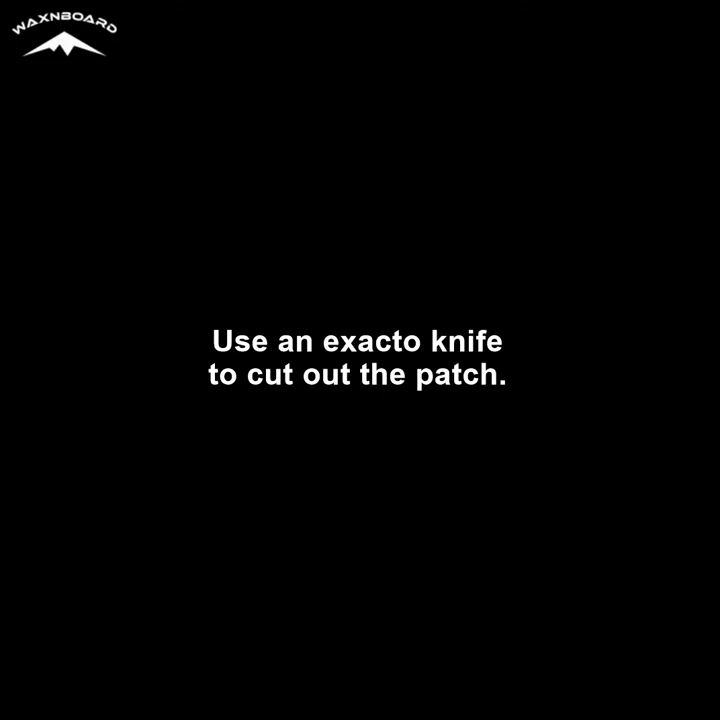 WAXNBOARD
Use an exacto knife
to cut out the patch.